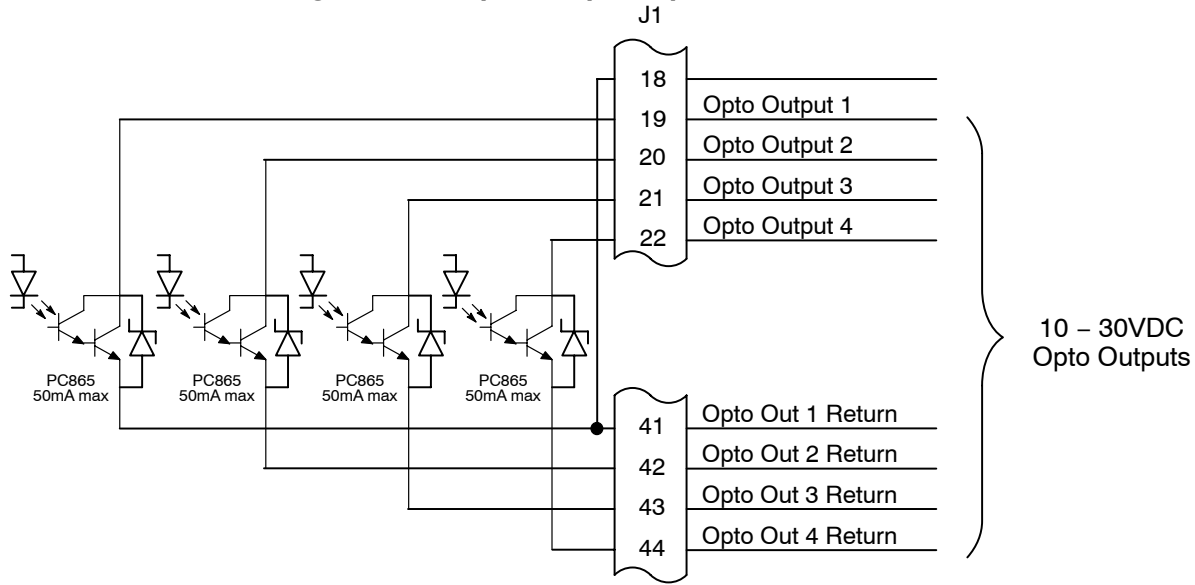 J1
18
Opto Output 1
19
Opto Output 2
20
Opto Output 3
21
Opto Output 4
22
10 – 30VDC
Opto Outputs
PC865
50mA max
PC865
50mA max
PC865
50mA max
PC865
50mA max
Opto Out 1 Return
41
Opto Out 2 Return
42
Opto Out 3 Return
43
Opto Out 4 Return
44